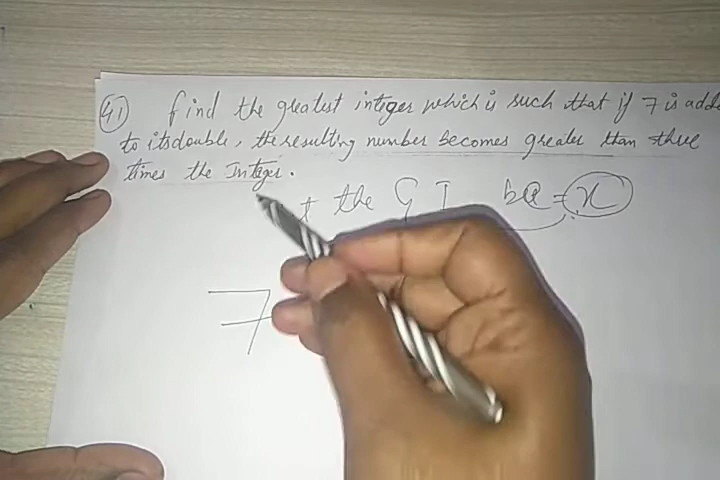 41 find the greatest integer which is such that if 7 is adde
to its double, the resulting number becomes greater than three
times the Integer.
the G I be = x
7